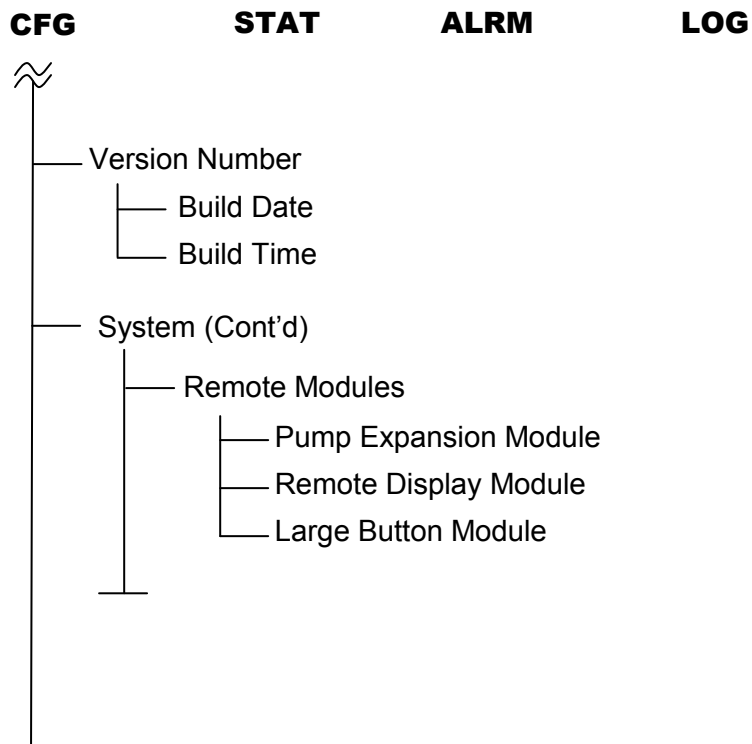 CFG STAT ALRM LOG
Version Number
Build Date
Build Time
System (Cont’d)
Remote Modules
Pump Expansion Module
Remote Display Module
Large Button Module